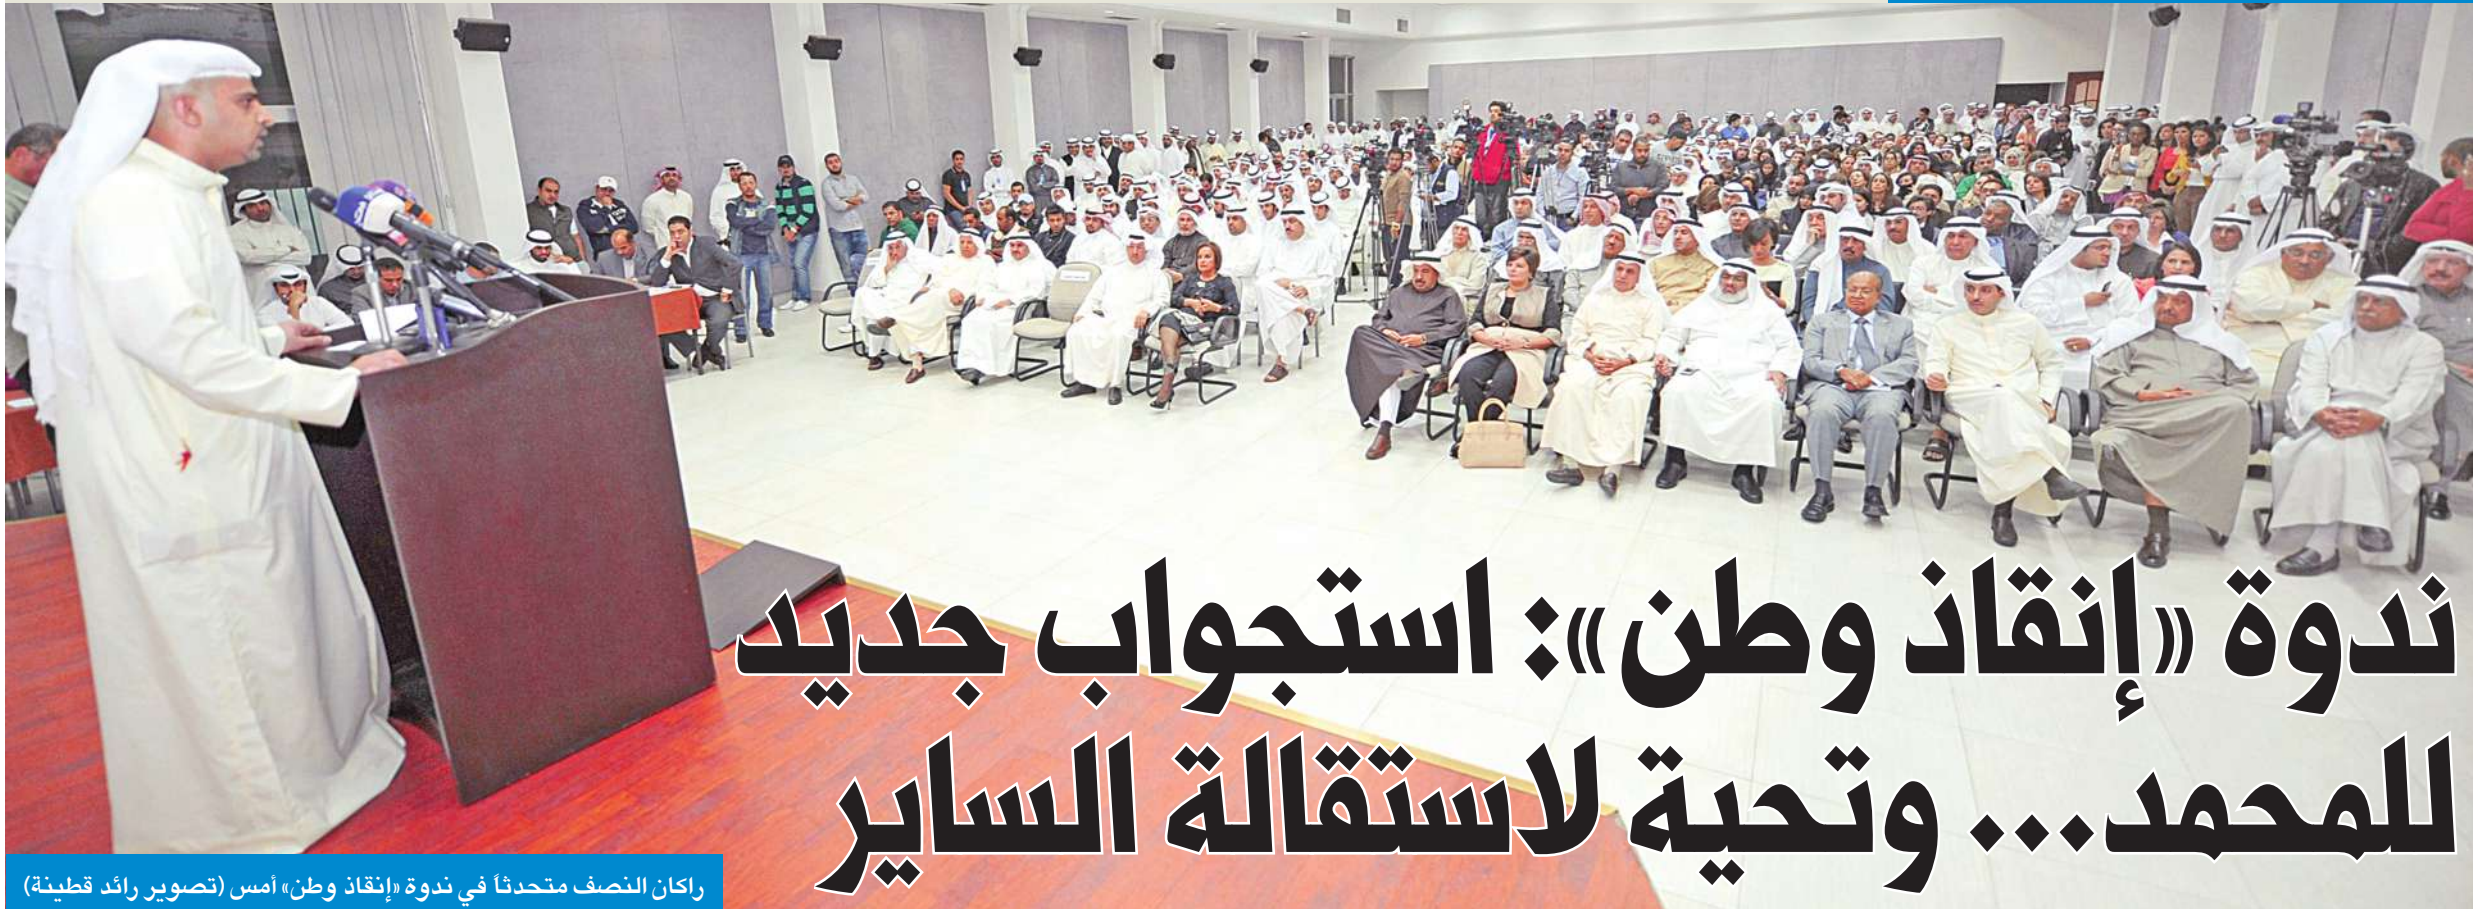 ندوة «إنقاذ وطن»: استجواب جديد
للمحمد... وتحية لاستقالة الساير
راكان النصف متحدثاً في ندوة «إنقاذ وطن» أمس (تصوير رائد قطينة)